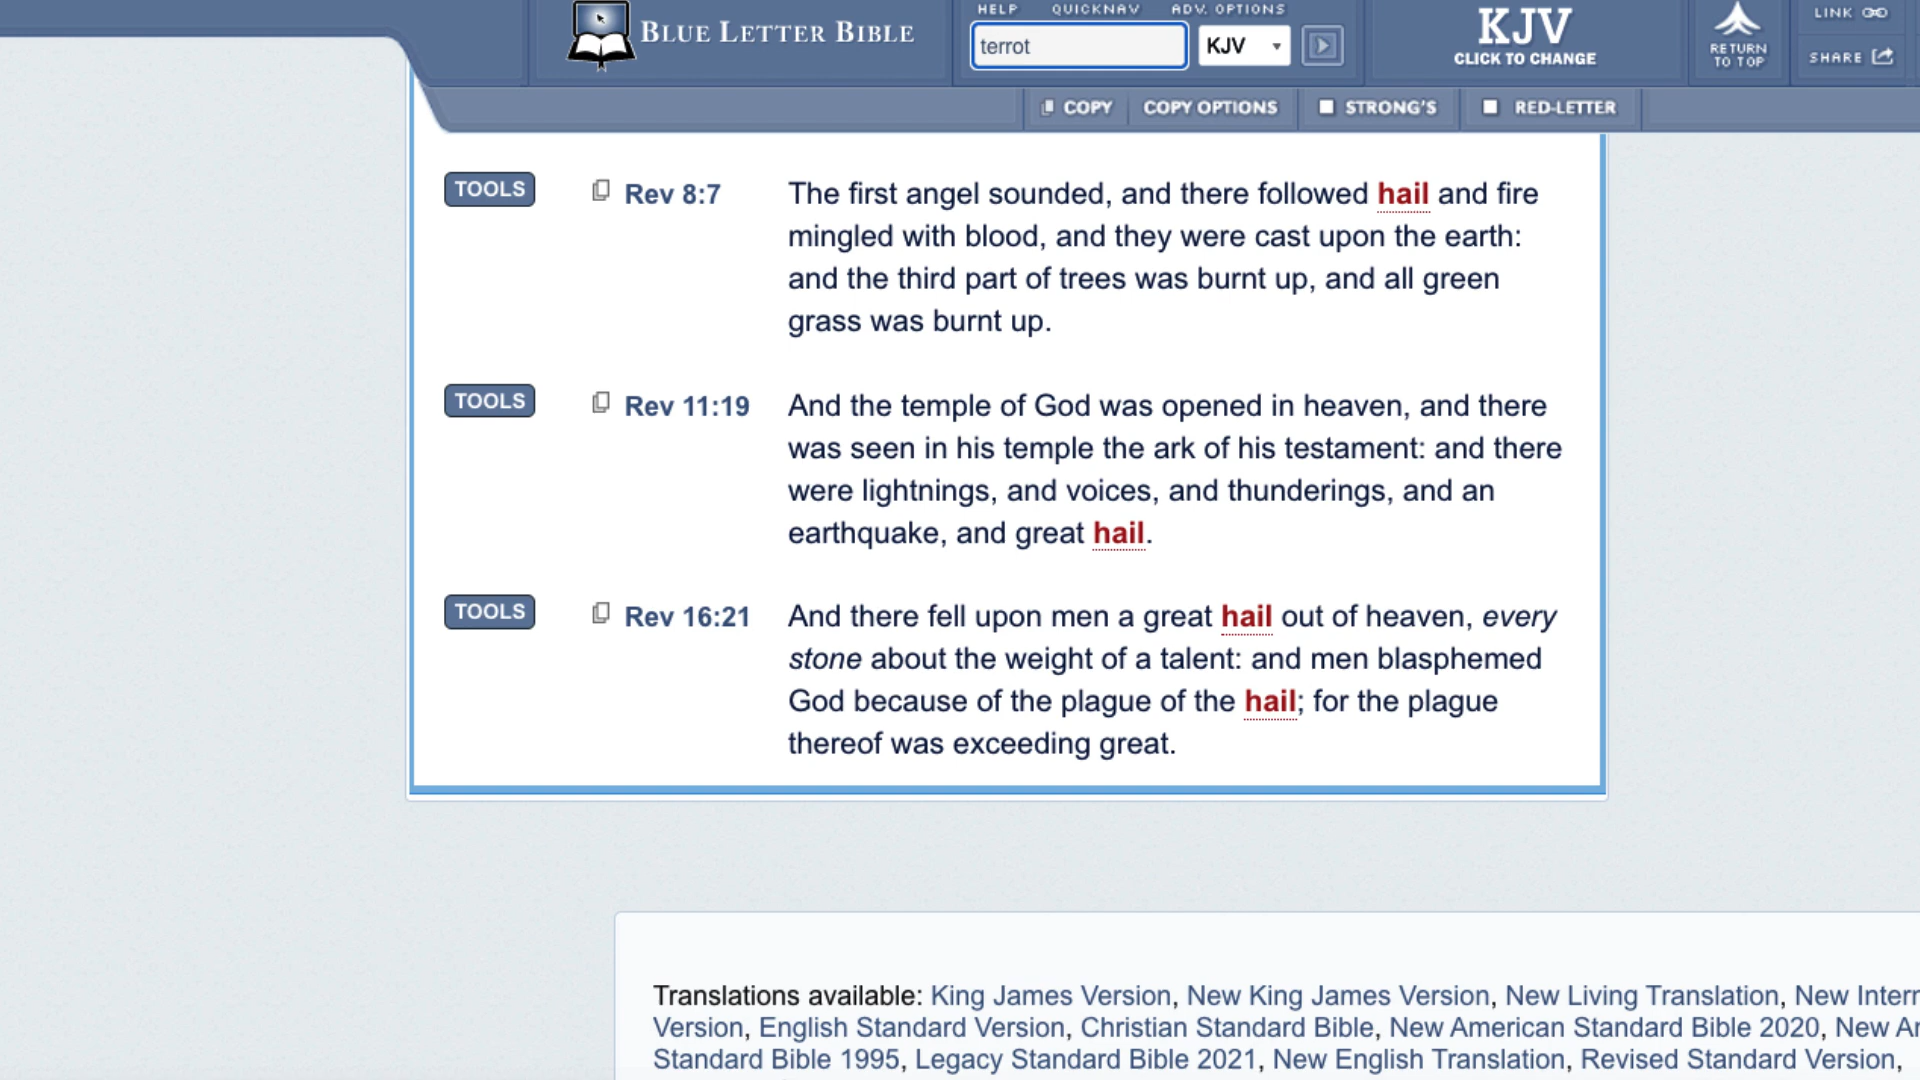 HELP QUICKNAV ADV. OPTIONS
BLUE LETTER BIBLE
terrot
KJV
KJV
CLICK TO CHANGE
RETURN
TO TOP
LINK
SHARE
COPY COPY OPTIONS STRONG'S RED-LETTER
TOOLS Rev 8:7 The first angel sounded, and there followed hail and fire
mingled with blood, and they were cast upon the earth:
and the third part of trees was burnt up, and all green
grass was burnt up.
TOOLS Rev 11:19 And the temple of God was opened in heaven, and there
was seen in his temple the ark of his testament: and there
were lightnings, and voices, and thunderings, and an
earthquake, and great hail.
TOOLS Rev 16:21 And there fell upon men a great hail out of heaven, every
stone about the weight of a talent: and men blasphemed
God because of the plague of the hail; for the plague
thereof was exceeding great.
Translations available: King James Version, New King James Version, New Living Translation, New Intern
Version, English Standard Version, Christian Standard Bible, New American Standard Bible 2020, New Am
Standard Bible 1995, Legacy Standard Bible 2021, New English Translation, Revised Standard Version,